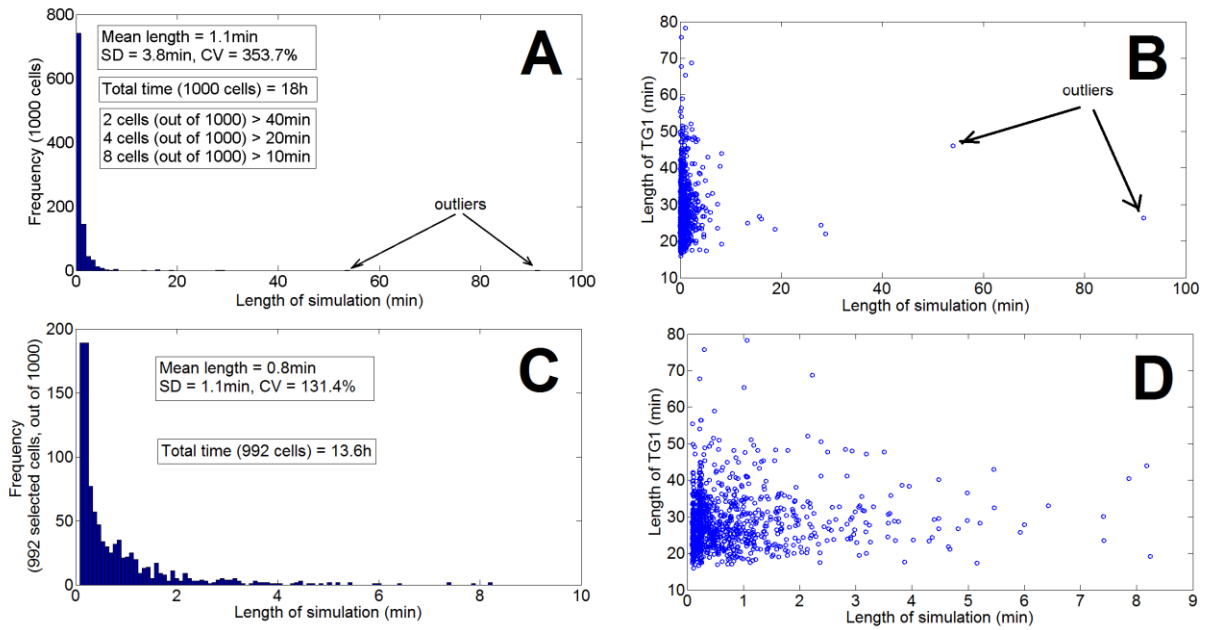 A
Mean length = 1.1min
SD = 3.8min, CV = 353.7%
Total time (1000 cells) = 18h
2 cells (out of 1000) > 40min
4 cells (out of 1000) > 20min
8 cells (out of 1000) > 10min
outliers
Frequency (1000 cells)
800
600
400
200
0
0 20 40 60 80 100
Length of simulation (min)
B
outliers
Length of TG1 (min)
80
70
60
50
40
30
20
10
0 20 40 60 80 100
Length of simulation (min)
C
Mean length = 0.8min
SD = 1.1min, CV = 131.4%
Total time (992 cells) = 13.6h
Frequency
(992 selected cells, out of 1000)
200
150
100
50
0
0 2 4 6 8 10
Length of simulation (min)
D
Length of TG1 (min)
80
70
60
50
40
30
20
10
0 1 2 3 4 5 6 7 8 9
Length of simulation (min)